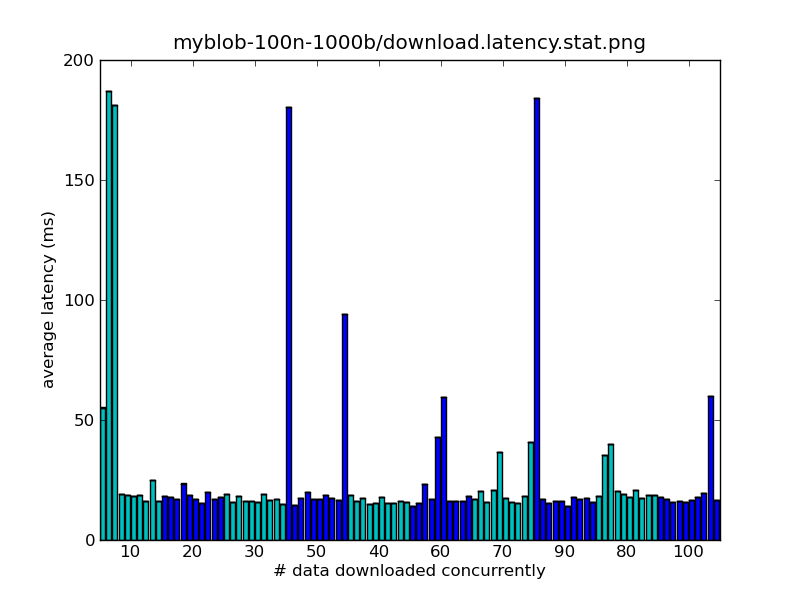 myblob-100n-1000b/download.latency.stat.png
200
150
100
50
0
average latency (ms)
10 20 30 50 40 60 70 90 80 100
# data downloaded concurrently